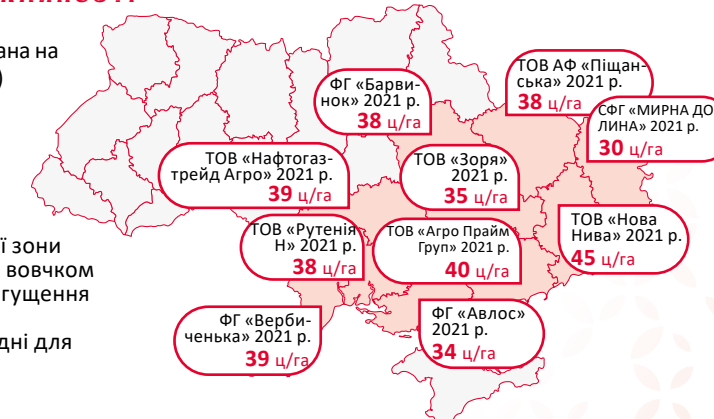 ана на
)
ї зони
вовчком
гущення
дні для
ФГ «Барви-
нок» 2021 р.
38 ц/га
ТОВ АФ «Піщан-
ська» 2021 р.
38 ц/га
СФГ «МИРНА ДО
ЛИНА» 2021 р.
30 ц/га
ТОВ «Нафтогаз-
трейд Агро» 2021 р.
39 ц/га
ТОВ «Зоря»
2021 р.
35 ц/га
ТОВ «Рутенія
Н» 2021 р.
38 ц/га
ТОВ «Агро Прайм
Груп» 2021 р.
40 ц/га
ТОВ «Нова
Нива» 2021 р.
45 ц/га
ФГ «Верби-
ченька» 2021 р.
39 ц/га
ФГ «Авлос»
2021 р.
34 ц/га